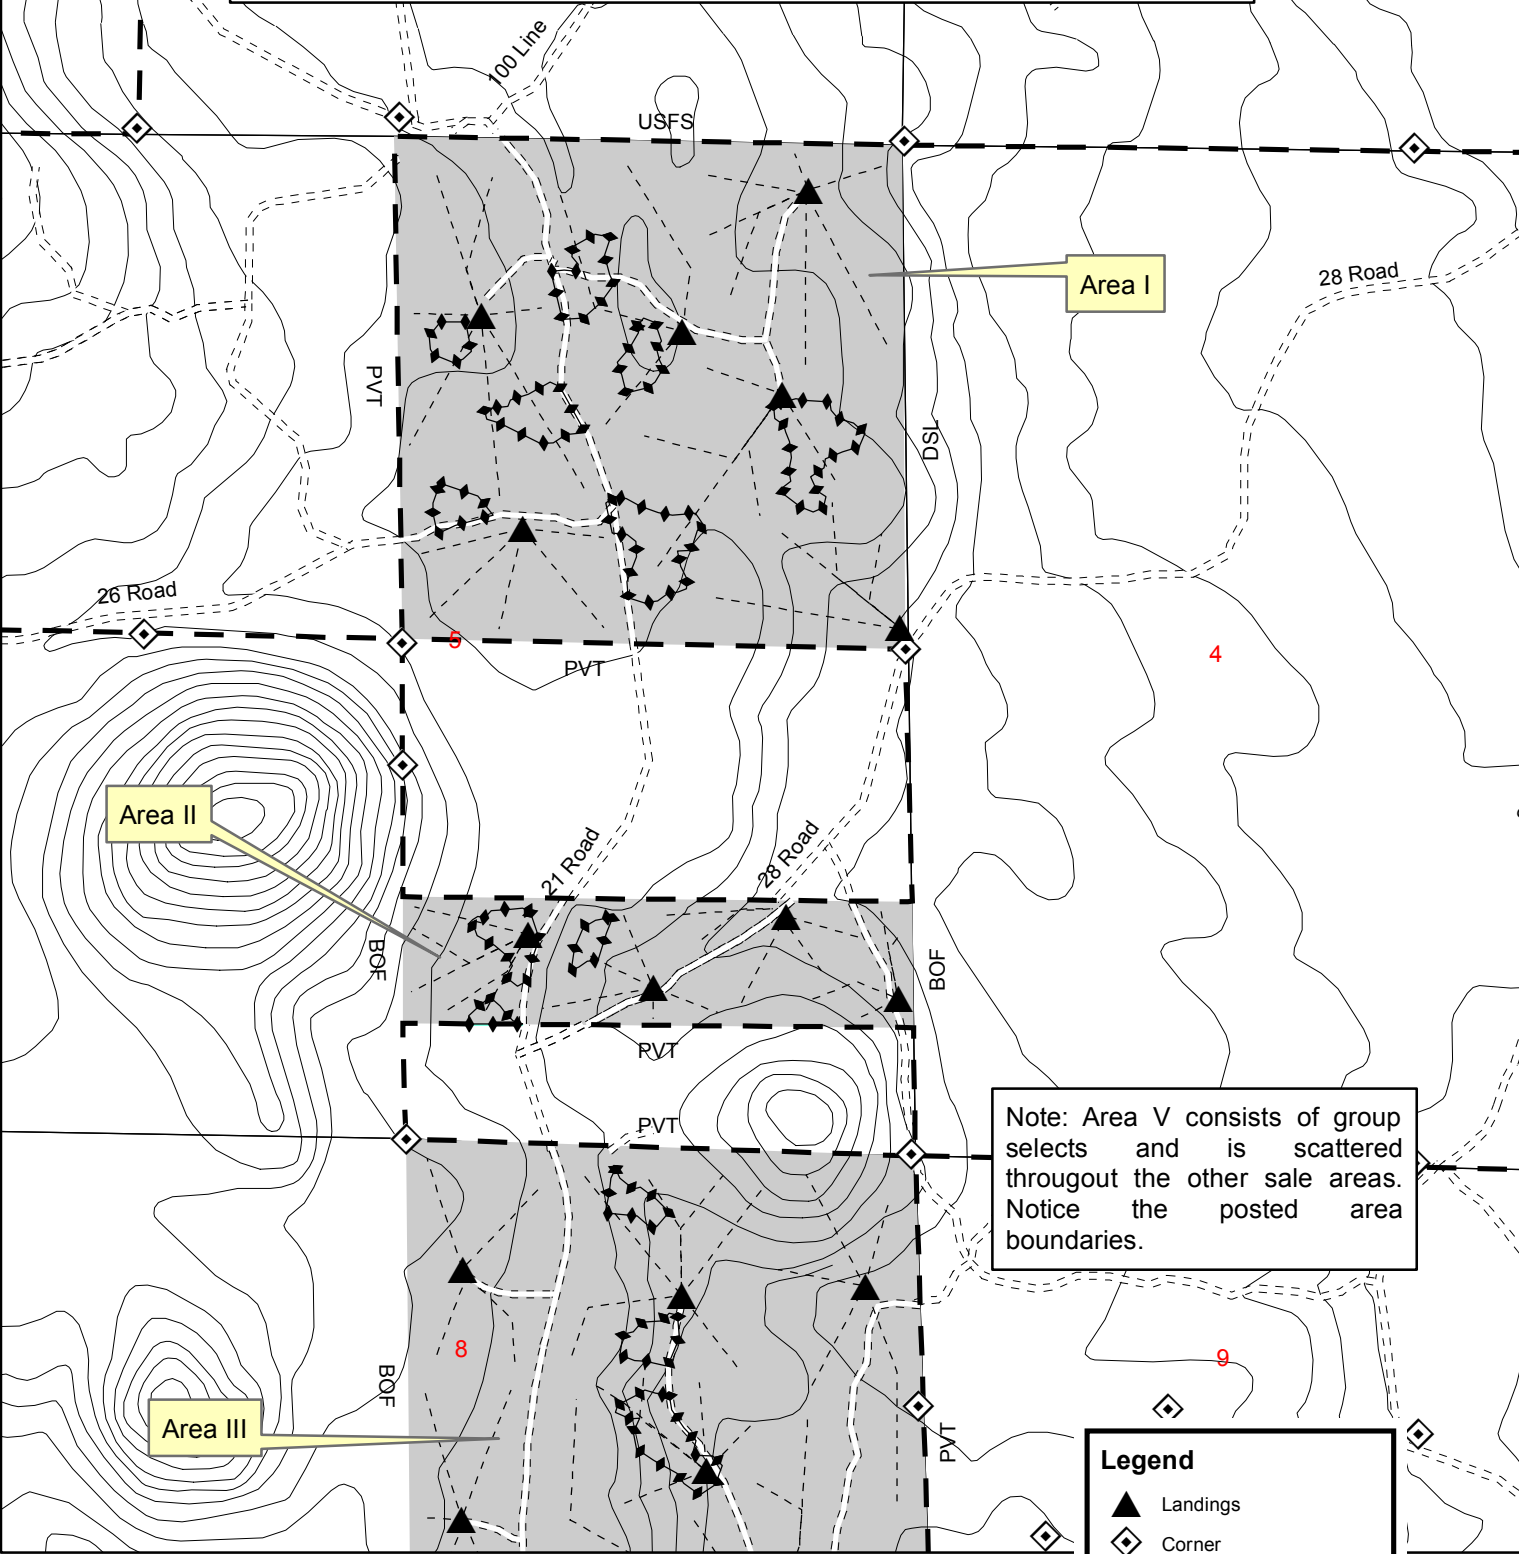 100 Line
USFS
Area I
28 Road
PVT
DSL
26 Road
5
PVT
4
Area II
21 Road
28 Road
BOF
BOF
PVT
PVT
Note: Area V consists of group
selects and is scattered
througout the other sale areas.
Notice the posted area
boundaries.
8
9
BOF
Area III
PVT
Legend
Landings
Corner